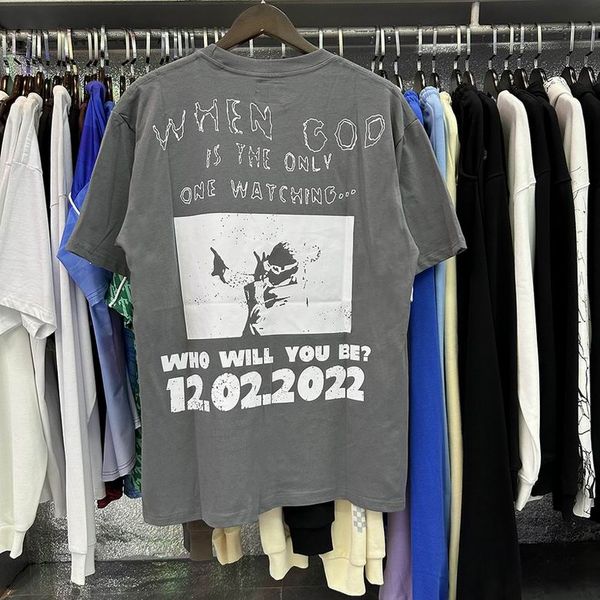 WHEN GOD
IS THE ONLY
ONE WATCHING...
WHO WILL YOU BE?
12.02.2022